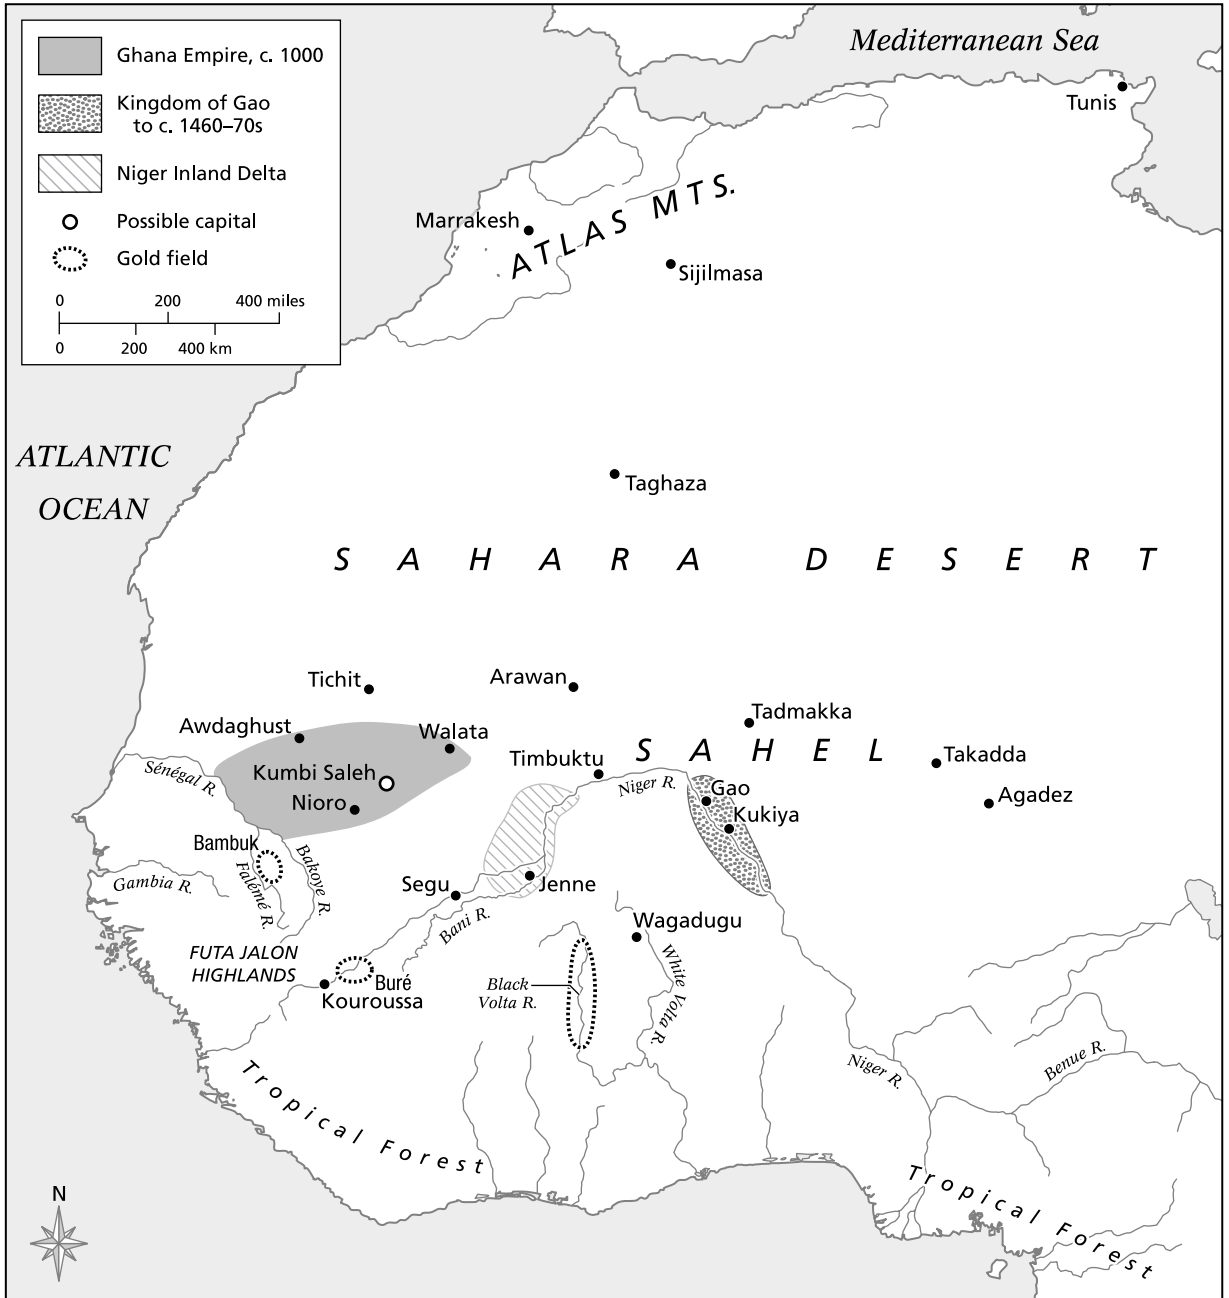 Ghana Empire, c. 1000
Kingdom of Gao
to c. 1460–70s
Niger Inland Delta
Possible capital
Gold field
0 200 400 miles
0 200 400 km
Mediterranean Sea
Tunis
Marrakesh
ATLAS MTS.
Sijilmasa
ATLANTIC
OCEAN
Taghaza
SAHARA DESERT
Tichit
Arawan
Awdaghust
Walata
Tadmakka
SAHEL
Timbuktu
Takadda
Sénégal R.
Kumbi Saleh
Niger R.
Gao
Nioro
Agadez
Kukiya
Bambuk
Bakoye R.
Falémé R.
Gambia R.
Segu
Jenne
Bani R.
Wagadugu
White Volta R.
FUTA JALON
HIGHLANDS
Buré
Black
Volta R.
Kouroussa
Niger R.
Benue R.
Tropical Forest
Tropical Forest
N